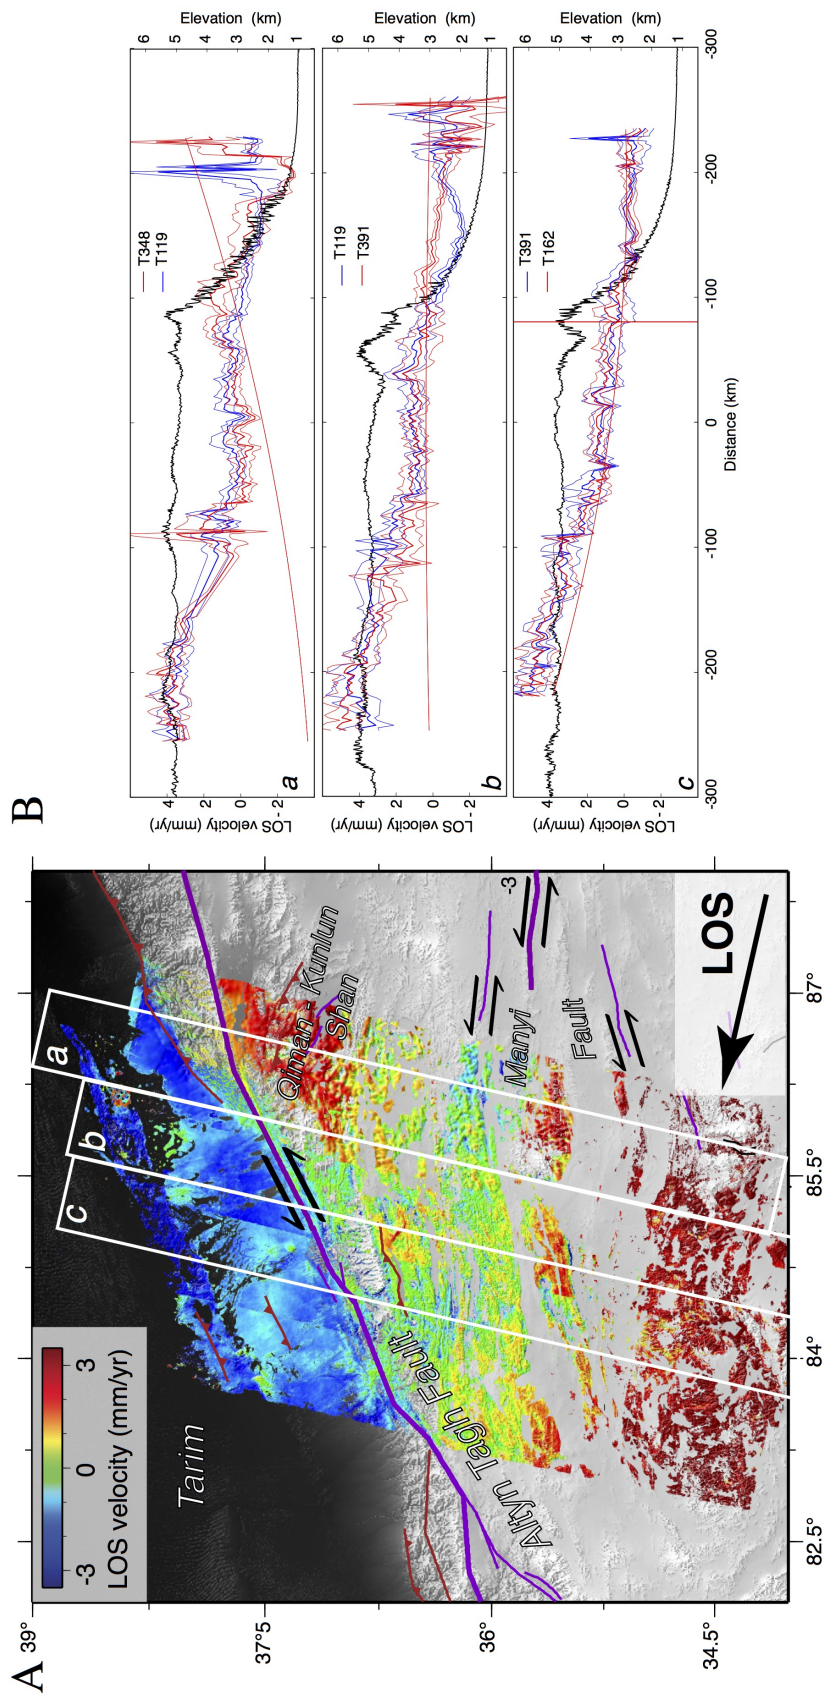 A
39°
37°5
36°
34.5°
82.5°
84°
85.5°
87°
-3 0 3
LOS velocity (mm/yr)
Tarim
a
b
c
Altyn Tagh Fault
Qiman - Kunlun
Shan
Manyi
Fault
-3
LOS
B
Elevation (km)
6 5 4 3 2 1
T348
T119
4 2 0 -2
LOS velocity (mm/yr)
a
Elevation (km)
6 5 4 3 2 1
T119
T391
4 2 0 -2
LOS velocity (mm/yr)
b
Elevation (km)
6 5 4 3 2 1
T391
T162
4 2 0 -2
LOS velocity (mm/yr)
c
-300 -200 -100 0 -100 -200 -300
Distance (km)